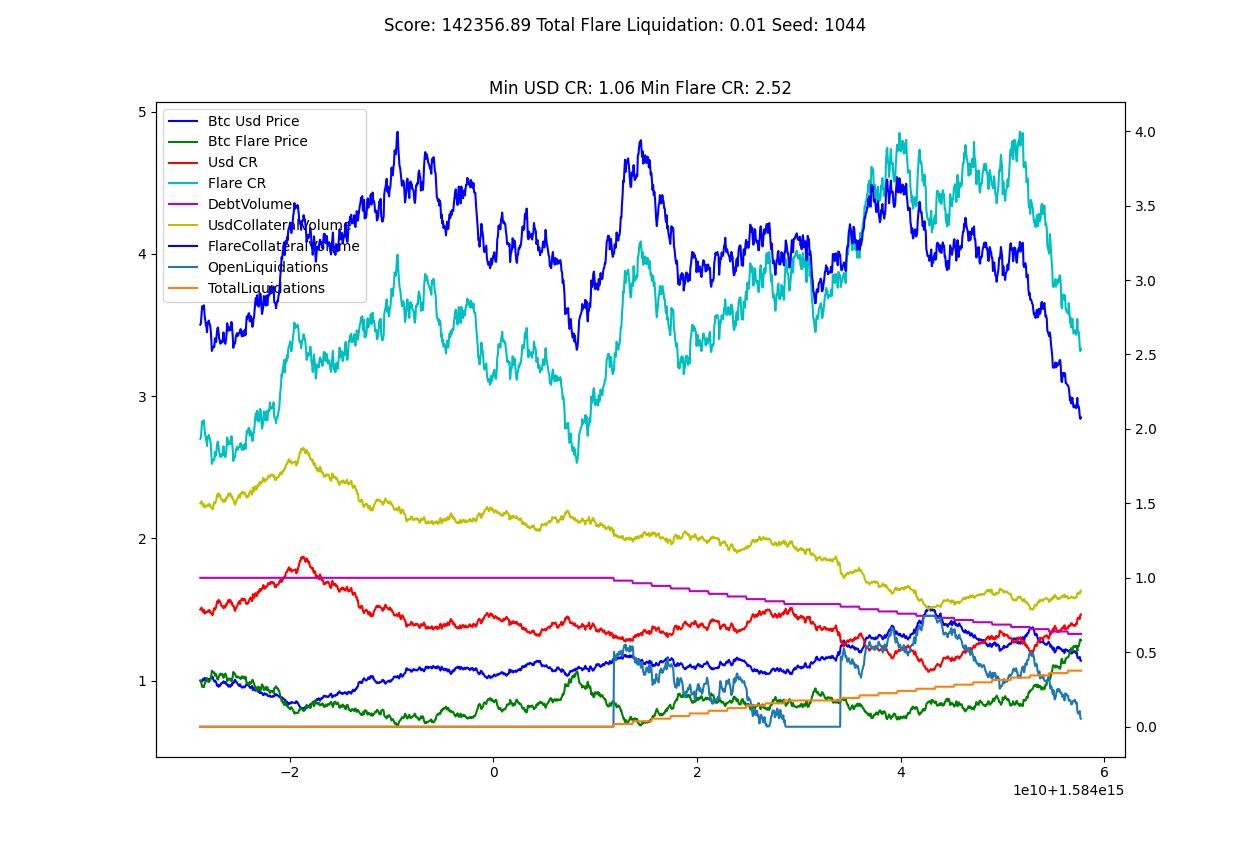 Score: 142356.89 Total Flare Liquidation: 0.01 Seed: 1044
Min USD CR: 1.06 Min Flare CR: 2.52
Btc Usd Price
Btc Flare Price
Usd CR
Flare CR
DebtVolume
UsdCollateralVolume
FlareCollateralVolume
OpenLiquidations
TotalLiquidations
5
4
3
2
1
4.0
3.5
3.0
2.5
2.0
1.5
1.0
0.5
0.0
−2 0 2 4 6
1e10+1.584e15